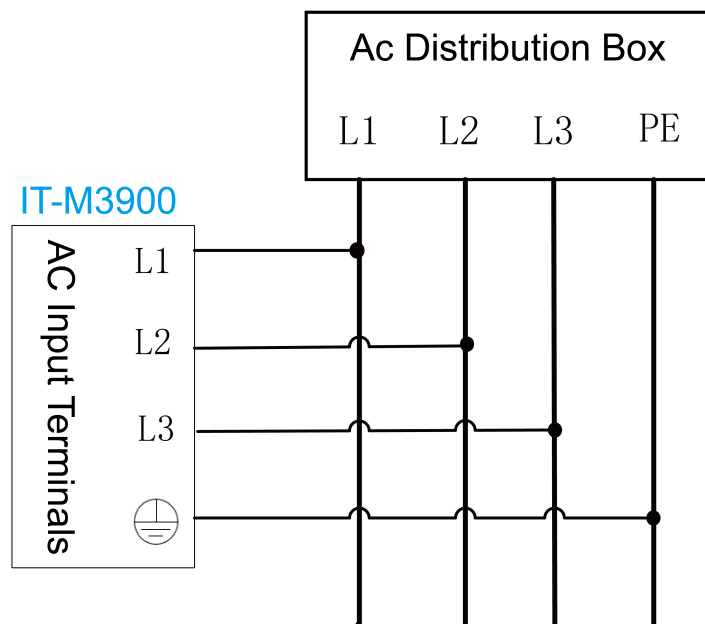 Ac Distribution Box
L1 L2 L3 PE
IT-M3900
AC Input Terminals
L1
L2
L3